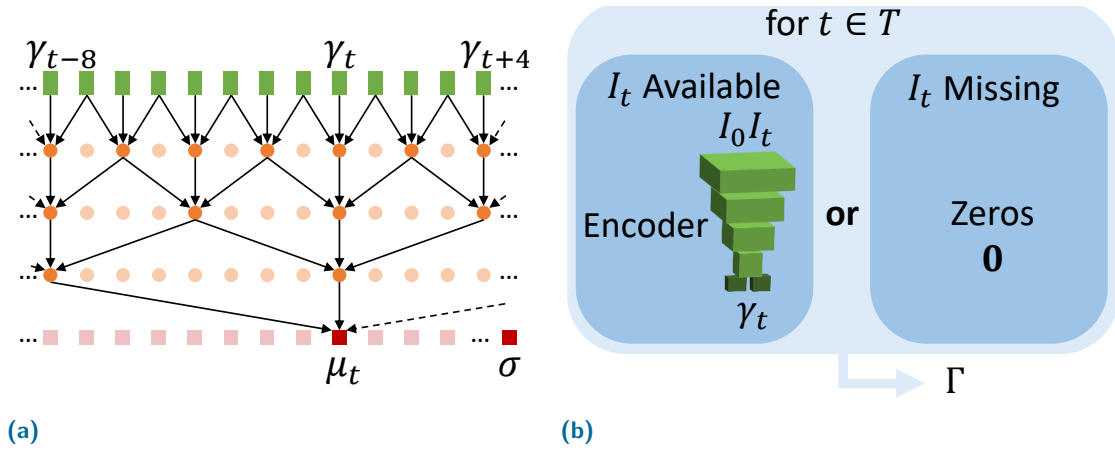 γₜ₋₈ γₜ γₜ₊₄
... ...
... ...
... ...
... ...
... ...
μₜ σ
(a)
for t ∈ T
Iₜ Available
I₀Iₜ
Encoder
γₜ
or
Iₜ Missing
Zeros
0
Γ
(b)